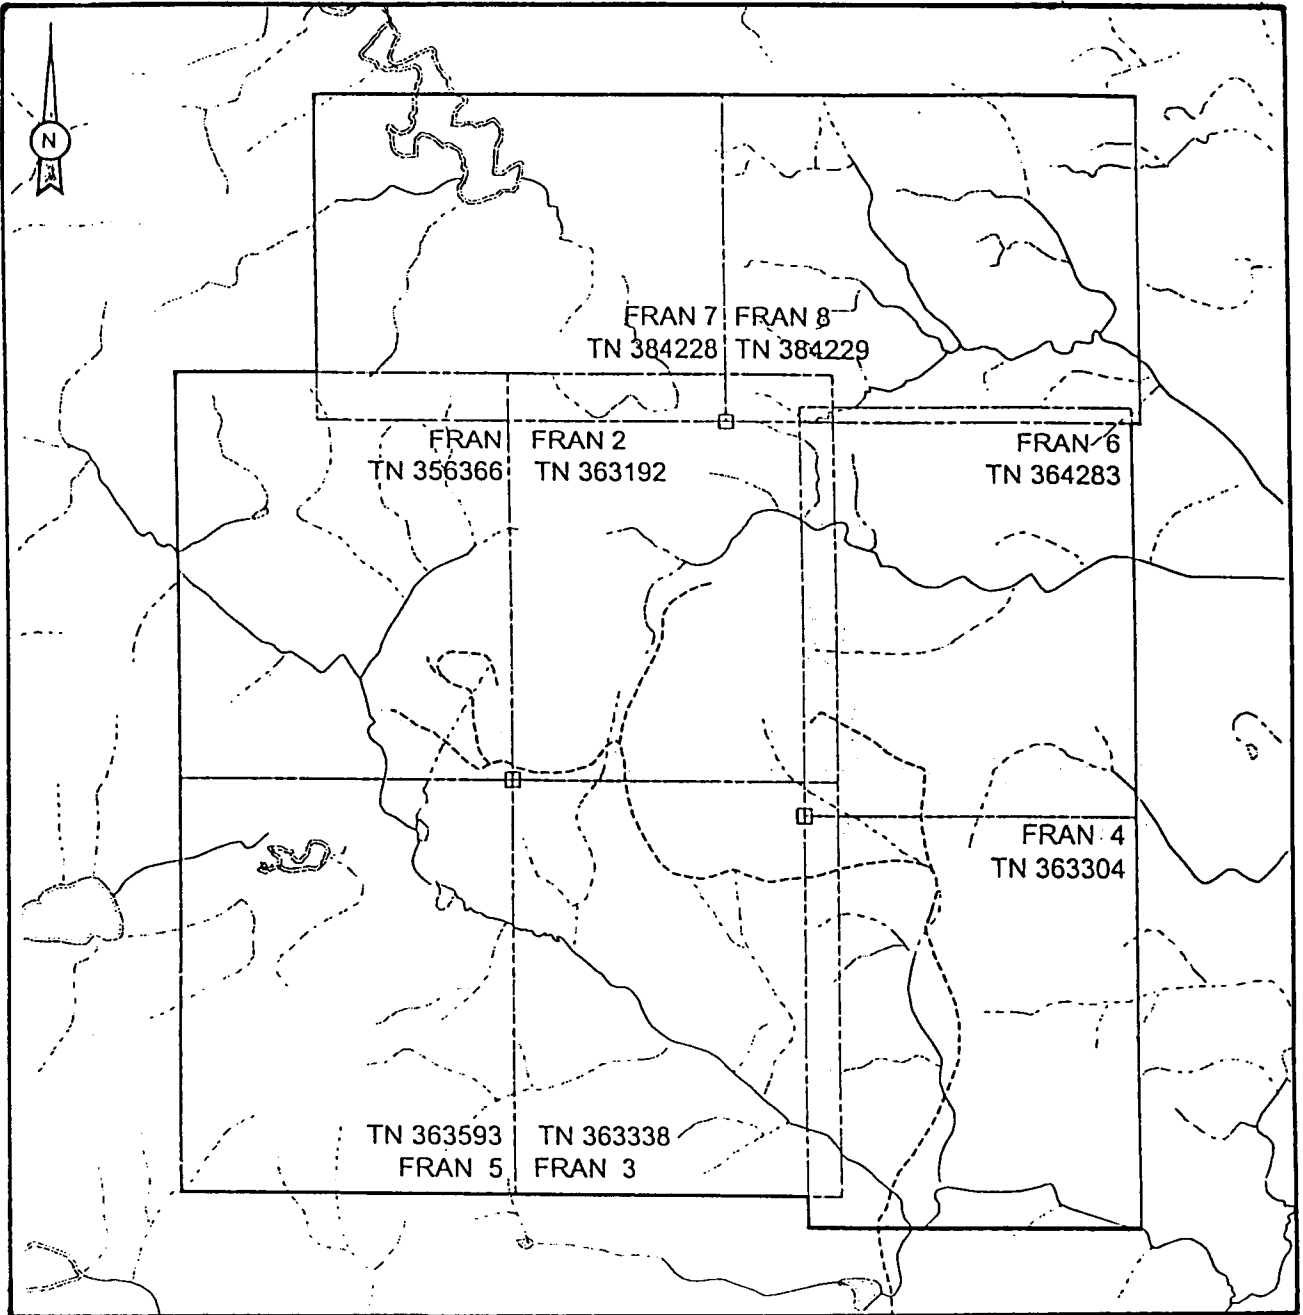 N
FRAN 7 FRAN 8
TN 384228 TN 384229
FRAN FRAN 2
TN 356366 TN 363192
FRAN 6
TN 364283
FRAN 4
TN 363304
TN 363593 TN 363338
FRAN 5 FRAN 3